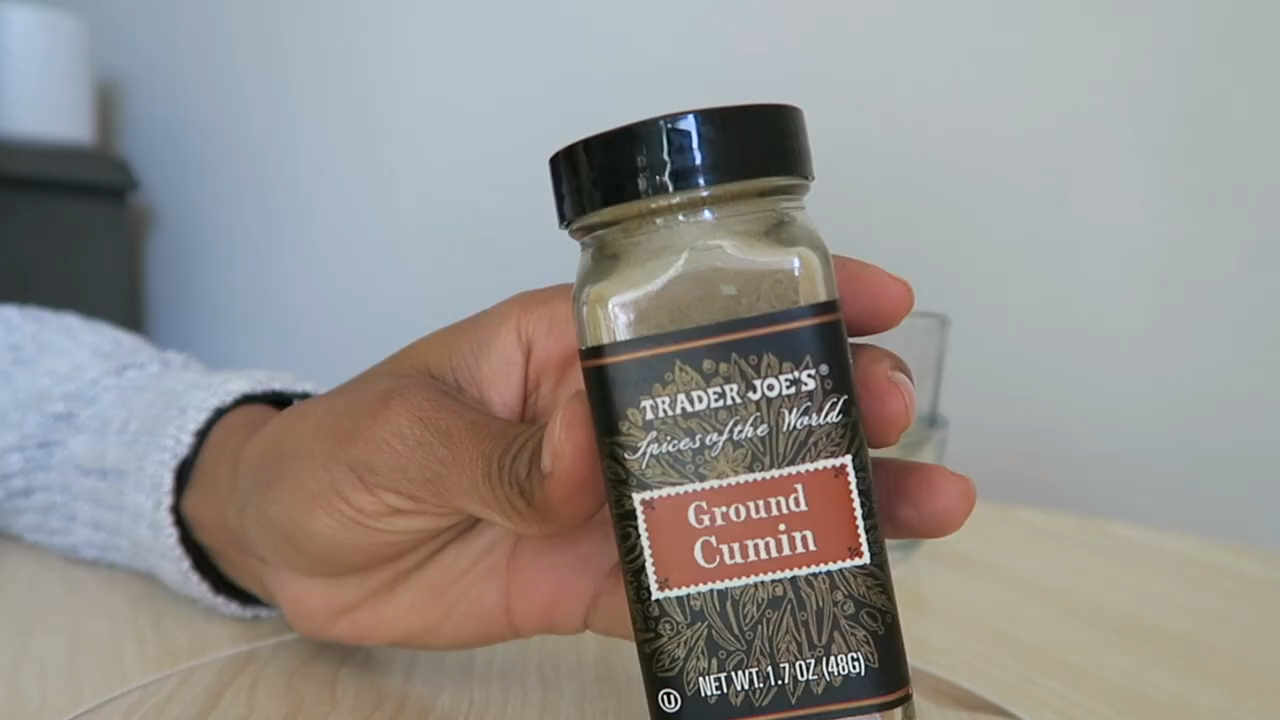 TRADER JOE'S®
Spices of the World
Ground
Cumin
NET WT. 1.7 OZ (48G)
U